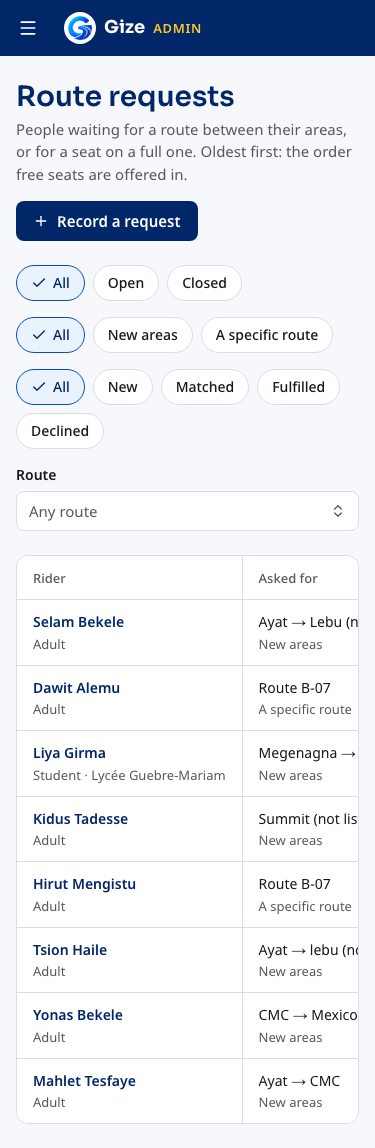 Gize ADMIN
Route requests
People waiting for a route between their areas,
or for a seat on a full one. Oldest first: the order
free seats are offered in.
+ Record a request
All Open Closed
All New areas A specific route
All New Matched Fulfilled
Declined
Route
Any route
Rider Asked for
Selam Bekele Ayat → Lebu (n
Adult New areas
Dawit Alemu Route B-07
Adult A specific route
Liya Girma Megenagna →
Student · Lycée Guebre-Mariam New areas
Kidus Tadesse Summit (not lis
Adult New areas
Hirut Mengistu Route B-07
Adult A specific route
Tsion Haile Ayat → lebu (no
Adult New areas
Yonas Bekele CMC → Mexico
Adult New areas
Mahlet Tesfaye Ayat → CMC
Adult New areas